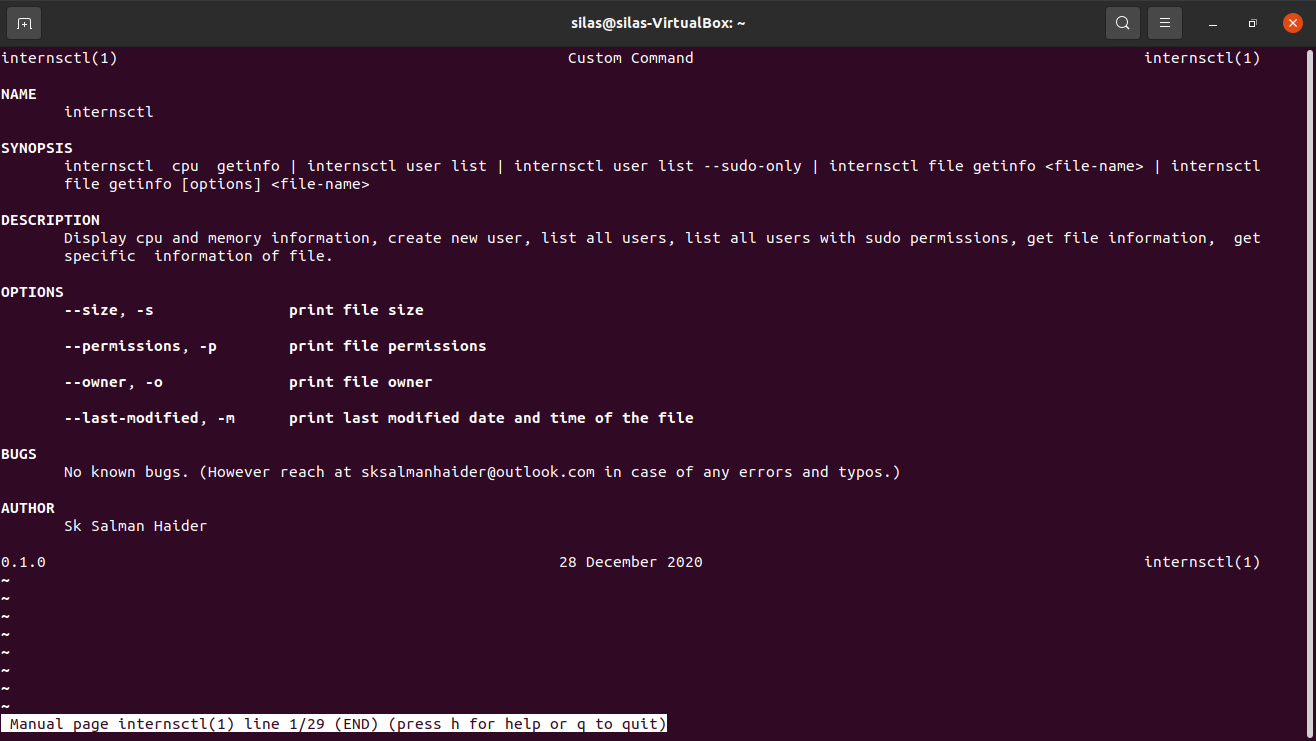 silas@silas-VirtualBox: ~
internsctl(1) Custom Command internsctl(1)
NAME
internsctl
SYNOPSIS
internsctl  cpu  getinfo | internsctl user list | internsctl user list --sudo-only | internsctl file getinfo <file-name> | internsctl
file getinfo [options] <file-name>
DESCRIPTION
Display cpu and memory information, create new user, list all users, list all users with sudo permissions, get file information,  get
specific  information of file.
OPTIONS
--size, -s print file size
--permissions, -p print file permissions
--owner, -o print file owner
--last-modified, -m print last modified date and time of the file
BUGS
No known bugs. (However reach at sksalmanhaider@outlook.com in case of any errors and typos.)
AUTHOR
Sk Salman Haider
0.1.0 28 December 2020 internsctl(1)
~
~
~
~
~
~
~
~
Manual page internsctl(1) line 1/29 (END) (press h for help or q to quit)